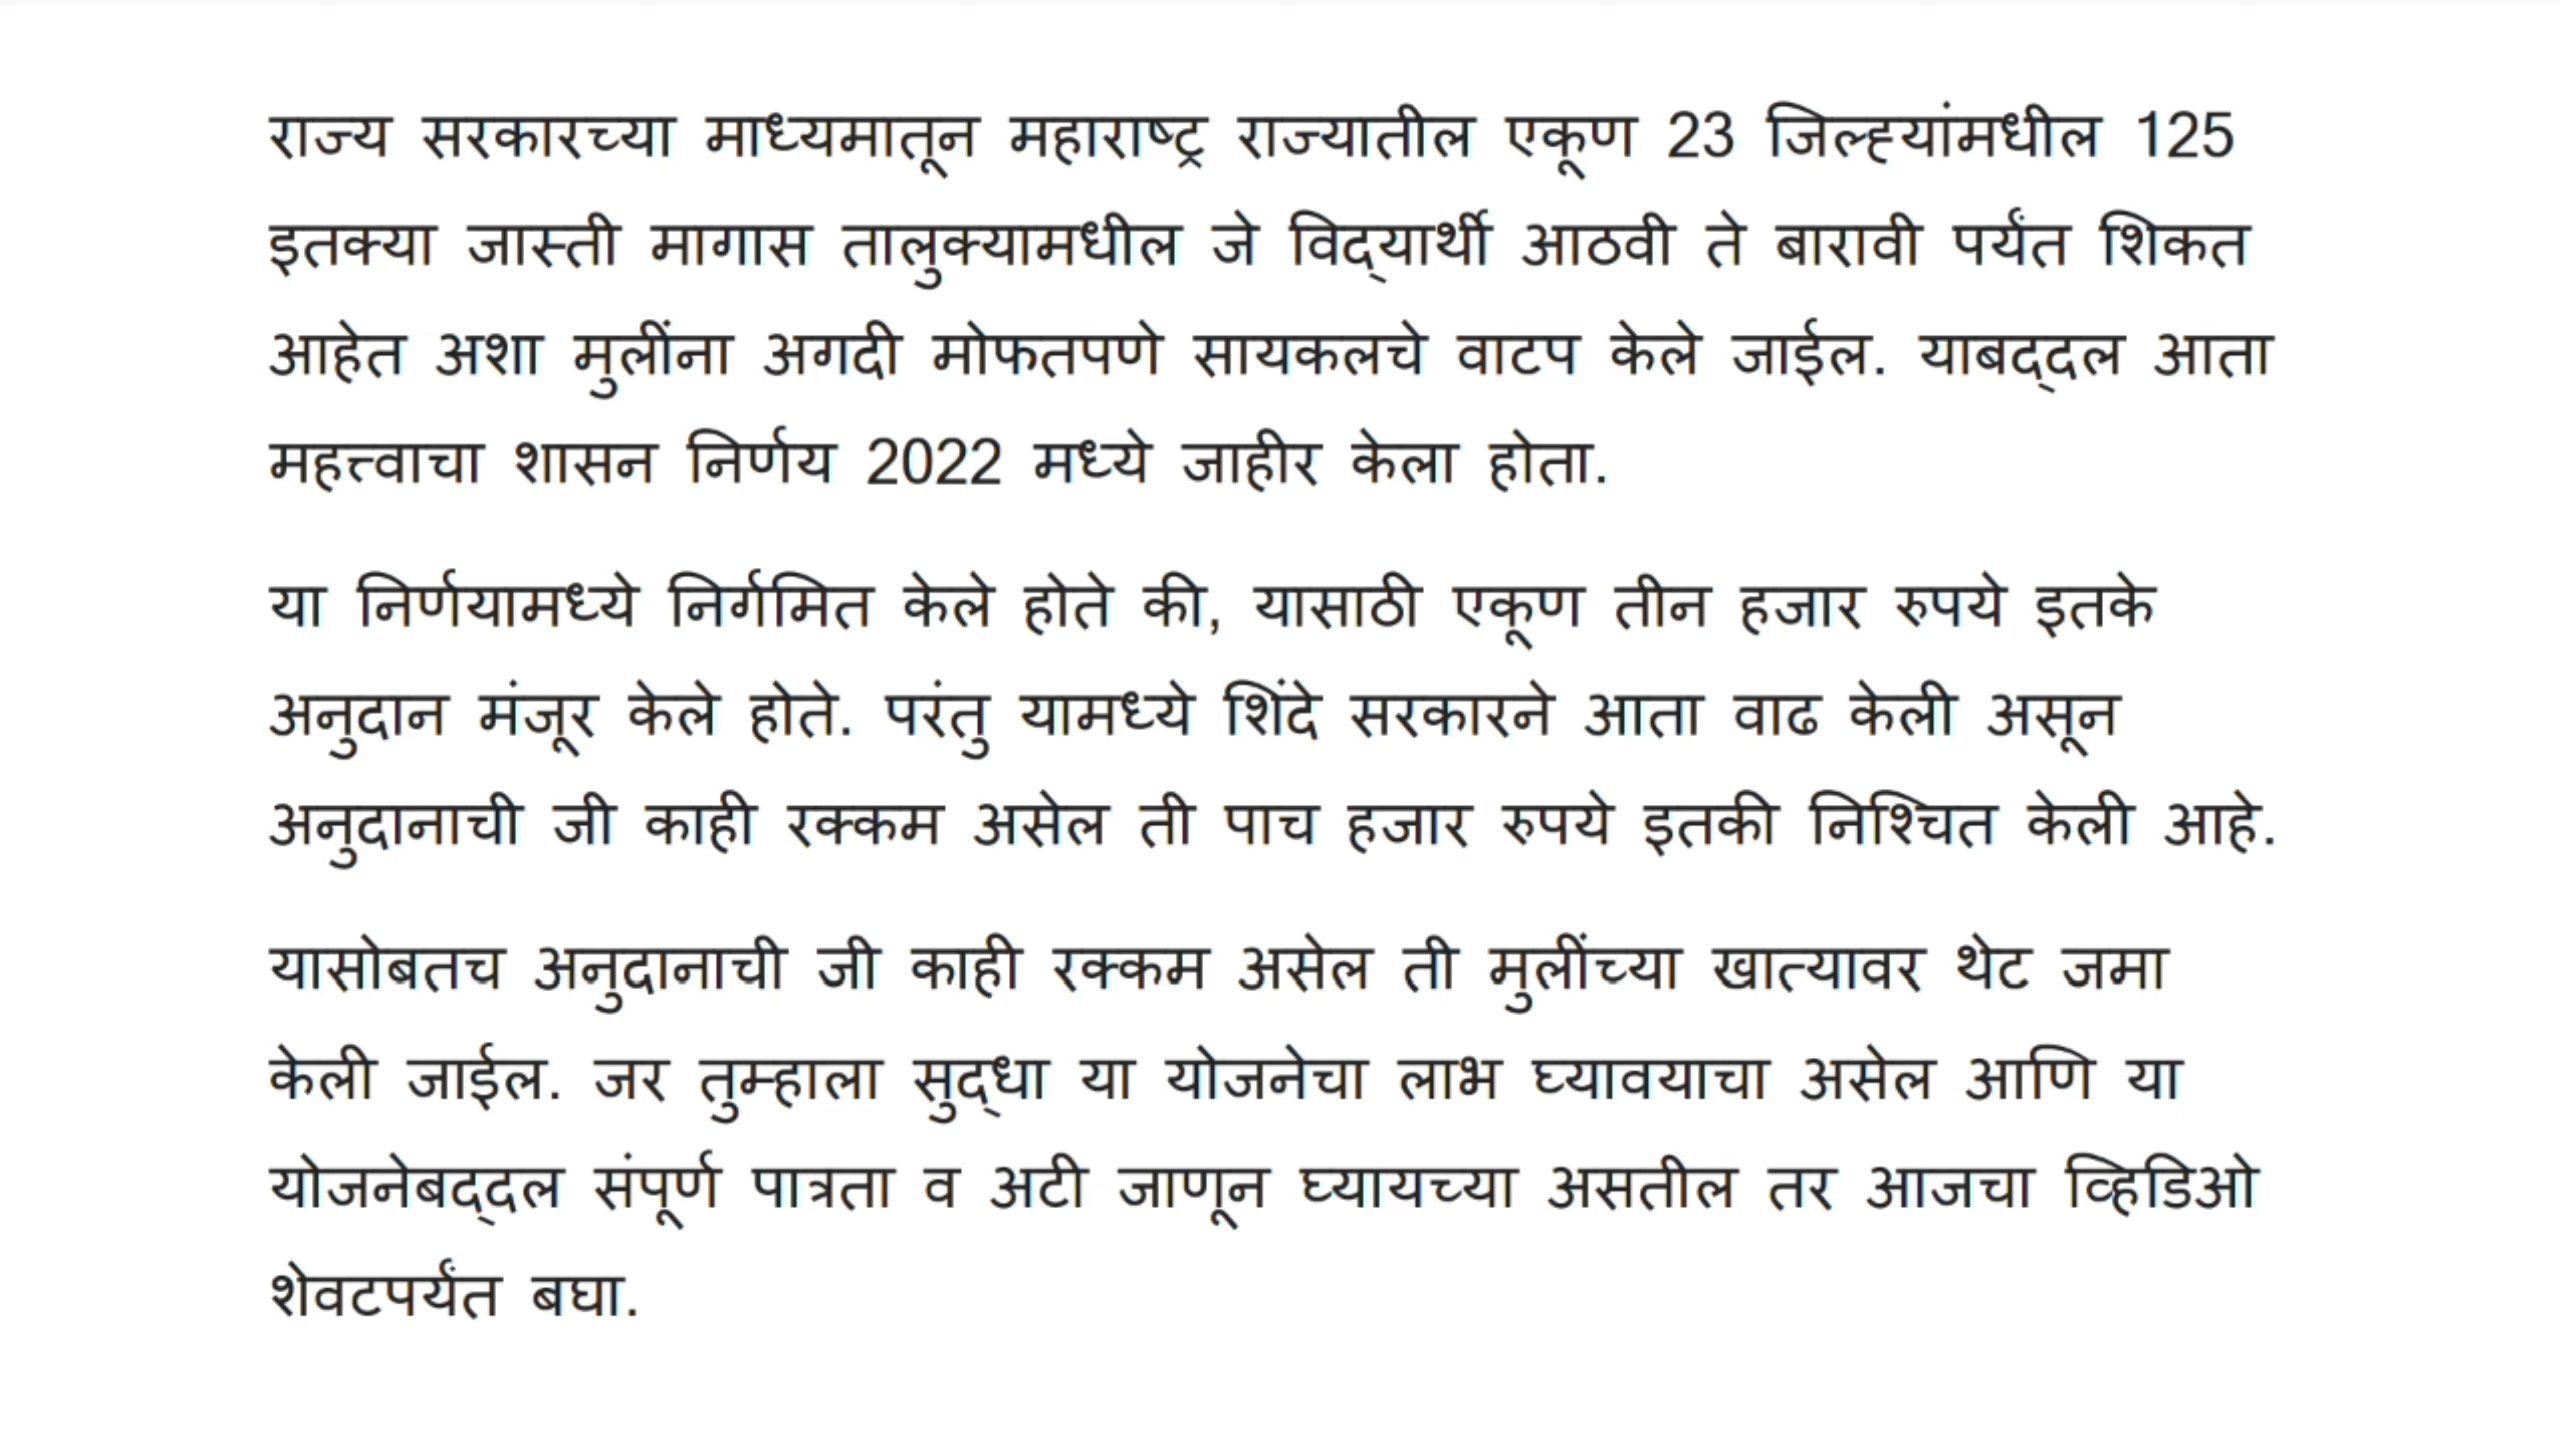 राज्य सरकारच्या माध्यमातून महाराष्ट्र राज्यातील एकूण 23 जिल्ह्यांमधील 125
इतक्या जास्ती मागास तालुक्यामधील जे विद्‌यार्थी आठवी ते बारावी पर्यंत शिकत
आहेत अशा मुलींना अगदी मोफतपणे सायकलचे वाटप केले जाईल. याबद्‌दल आता
महत्त्वाचा शासन निर्णय 2022 मध्ये जाहीर केला होता.
या निर्णयामध्ये निर्गमित केले होते की, यासाठी एकूण तीन हजार रुपये इतके
अनुदान मंजूर केले होते. परंतु यामध्ये शिंदे सरकारने आता वाढ केली असून
अनुदानाची जी काही रक्कम असेल ती पाच हजार रुपये इतकी निश्चित केली आहे.
यासोबतच अनुदानाची जी काही रक्कम असेल ती मुलींच्या खात्यावर थेट जमा
केली जाईल. जर तुम्हाला सुद्‌धा या योजनेचा लाभ घ्यावयाचा असेल आणि या
योजनेबद्‌दल संपूर्ण पात्रता व अटी जाणून घ्यायच्या असतील तर आजचा व्हिडिओ
शेवटपर्यंत बघा.